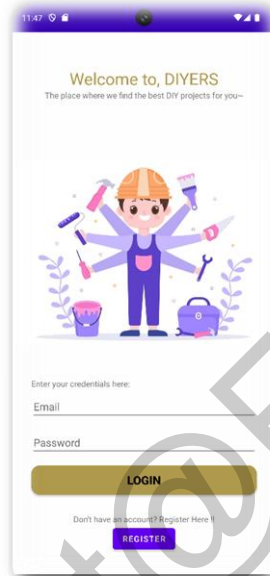 11:47
Welcome to, DIYERS
The place where we find the best DIY projects for you~
Enter your credentials here:
Email
Password
LOGIN
Don't have an account? Register Here !!
REGISTER